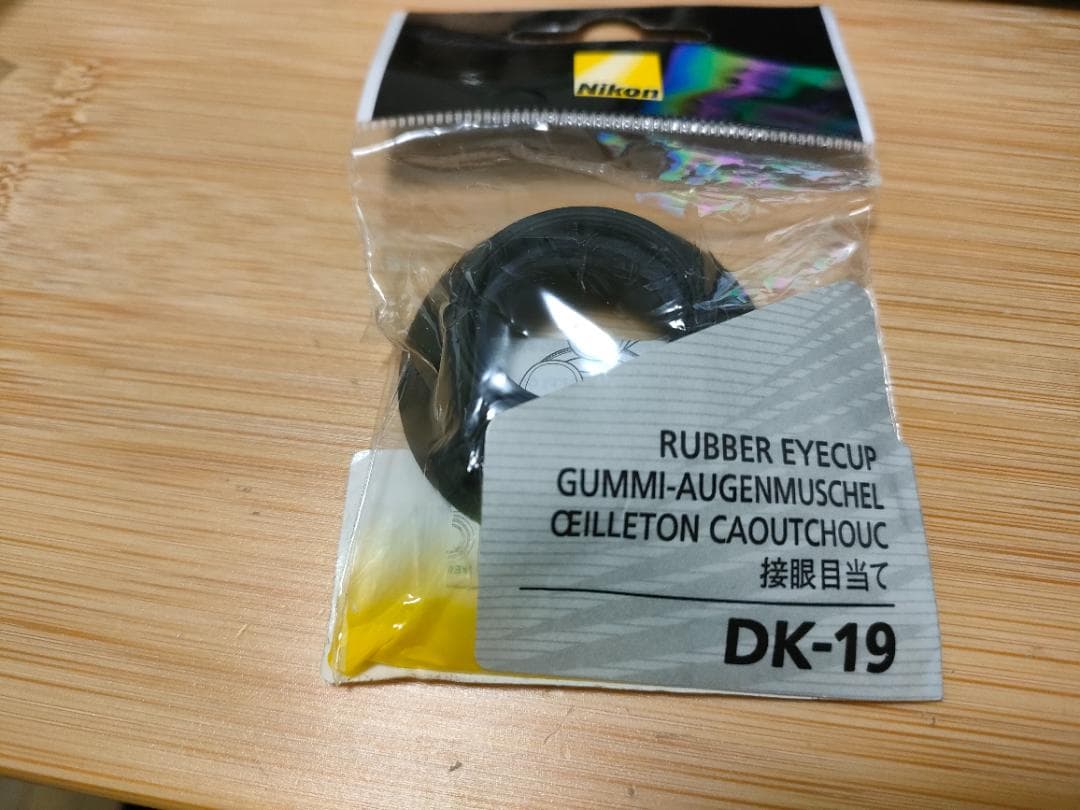 Nikon
RUBBER EYECUP
GUMMI-AUGENMUSCHEL
ŒILLETON CAOUTCHOUC
接眼目当て
DK-19